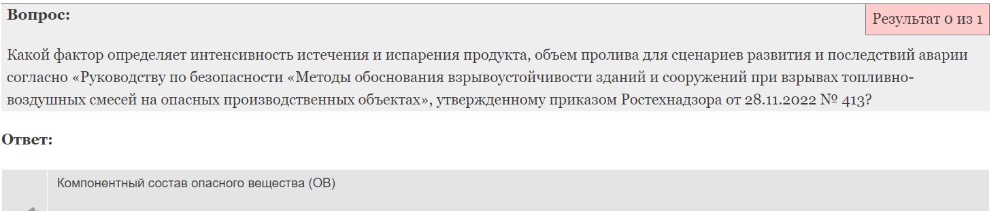 Вопрос:
Результат 0 из 1
Какой фактор определяет интенсивность истечения и испарения продукта, объем пролива для сценариев развития и последствий аварии
согласно «Руководству по безопасности «Методы обоснования взрывоустойчивости зданий и сооружений при взрывах топливно-
воздушных смесей на опасных производственных объектах», утвержденному приказом Ростехнадзора от 28.11.2022 № 413?
Ответ:
Компонентный состав опасного вещества (ОВ)